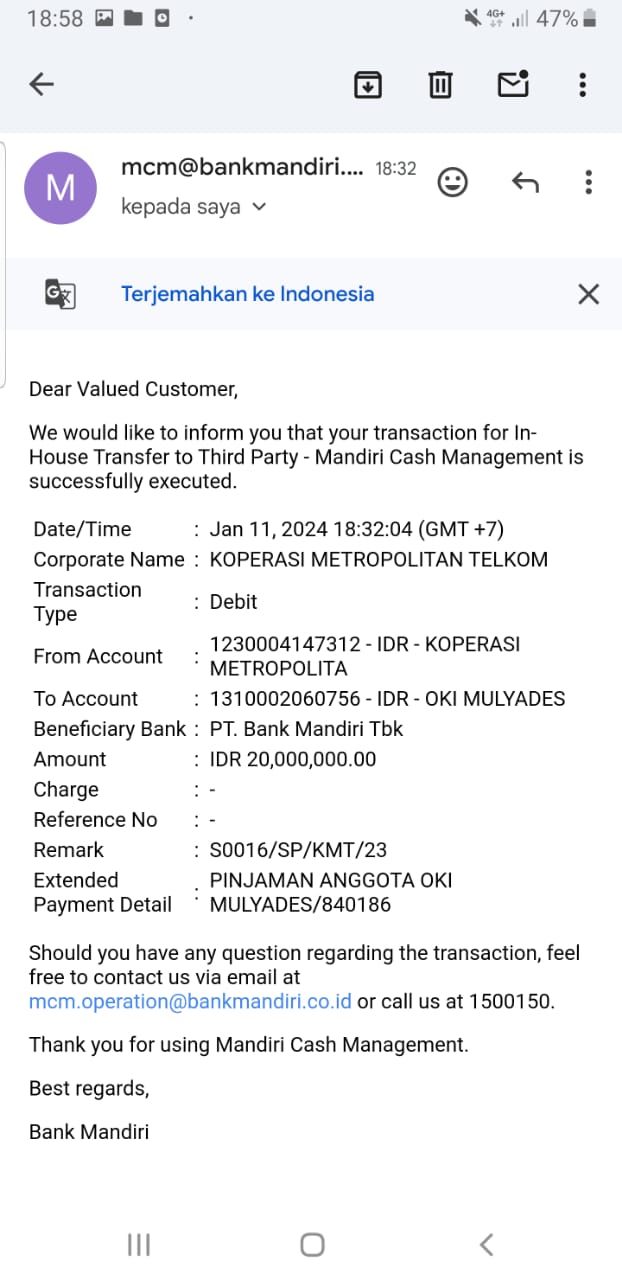 18:58
4G+ 47%
mcm@bankmandiri.... 18:32
M
kepada saya
Terjemahkan ke Indonesia
Dear Valued Customer,
We would like to inform you that your transaction for In-
House Transfer to Third Party - Mandiri Cash Management is
successfully executed.
Date/Time : Jan 11, 2024 18:32:04 (GMT +7)
Corporate Name : KOPERASI METROPOLITAN TELKOM
Transaction
Type : Debit
From Account : 1230004147312 - IDR - KOPERASI
METROPOLITA
To Account : 1310002060756 - IDR - OKI MULYADES
Beneficiary Bank : PT. Bank Mandiri Tbk
Amount : IDR 20,000,000.00
Charge : -
Reference No : -
Remark : S0016/SP/KMT/23
Extended : PINJAMAN ANGGOTA OKI
Payment Detail MULYADES/840186
Should you have any question regarding the transaction, feel
free to contact us via email at
mcm.operation@bankmandiri.co.id or call us at 1500150.
Thank you for using Mandiri Cash Management.
Best regards,
Bank Mandiri